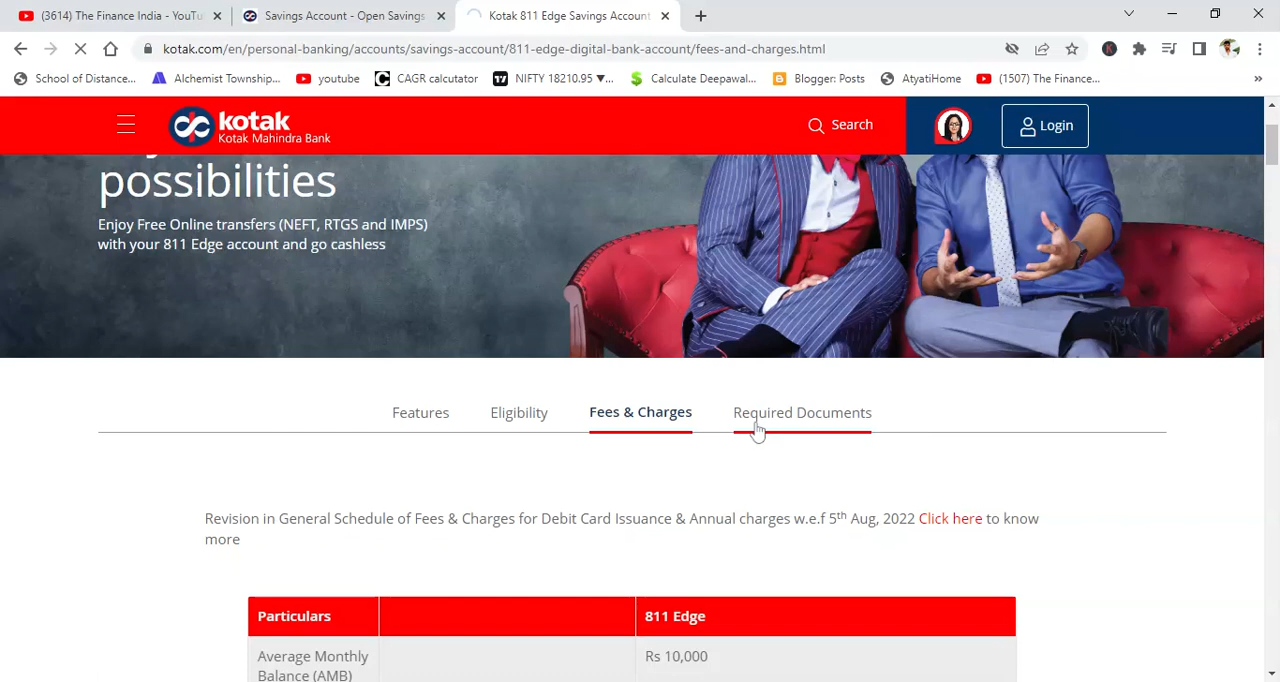 (3614) The Finance India - YouTu
Savings Account - Open Savings
Kotak 811 Edge Savings Account
kotak.com/en/personal-banking/accounts/savings-account/811-edge-digital-bank-account/fees-and-charges.html
School of Distance...
Alchemist Township...
youtube
CAGR calcutator
NIFTY 18210.95 ▼...
Calculate Deepawal...
Blogger: Posts
AtyatiHome
(1507) The Finance...
»
kotak
Kotak Mahindra Bank
Search
Login
possibilities
Enjoy Free Online transfers (NEFT, RTGS and IMPS)
with your 811 Edge account and go cashless
Features
Eligibility
Fees & Charges
Required Documents
Revision in General Schedule of Fees & Charges for Debit Card Issuance & Annual charges w.e.f 5th Aug, 2022 Click here to know
more
Particulars
811 Edge
Average Monthly
Balance (AMB)
Rs 10,000